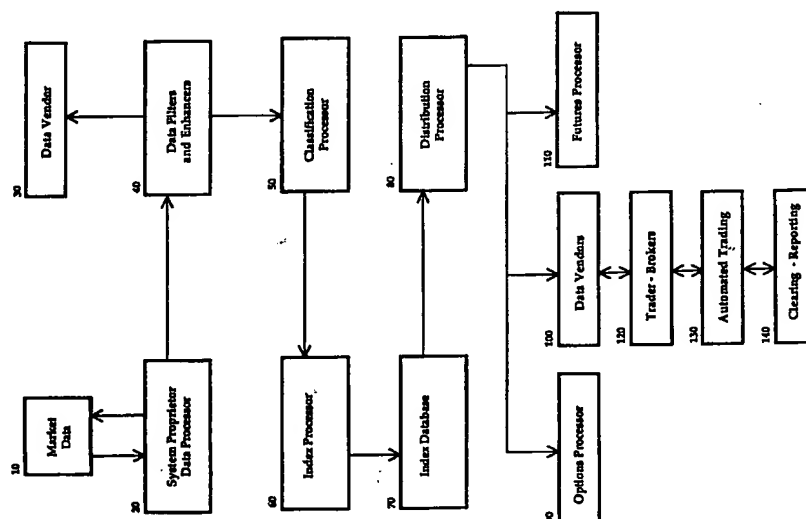 10
Market
Data
20
System Proprietor
Data Processor
30
Data Vendor
40
Data Filters
and Enhancers
50
Classification
Processor
60
Index Processor
70
Index Database
80
Distribution
Processor
Options Processor
100
Data Vendors
110
Futures Processor
120
Trader - Brokers
130
Automated Trading
140
Clearing - Reporting